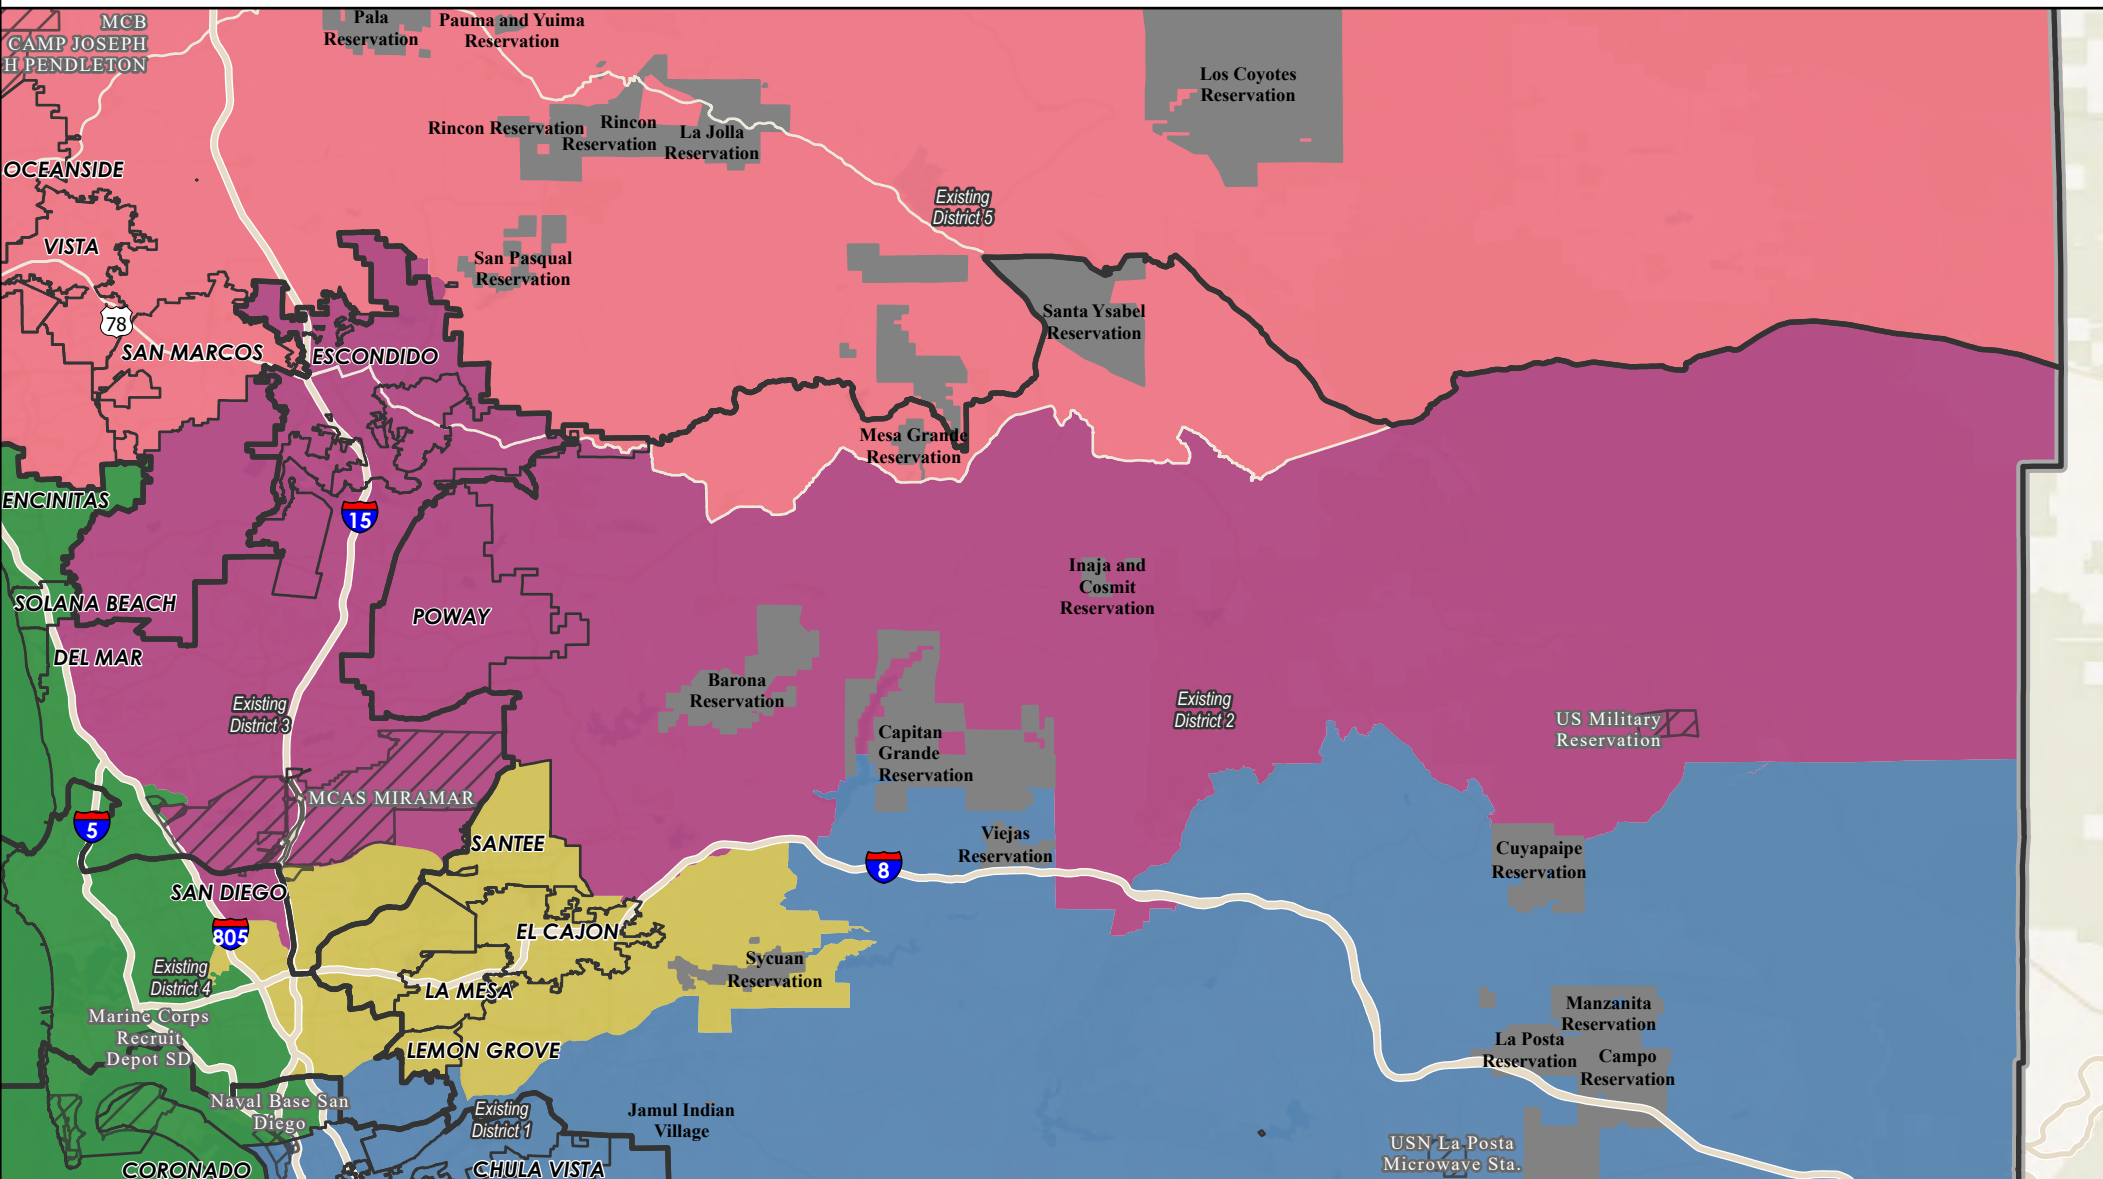 MCB
CAMP JOSEPH
H PENDLETON
Pala
Reservation
Pauma and Yuima
Reservation
Los Coyotes
Reservation
Rincon Reservation
Rincon
Reservation
La Jolla
Reservation
OCEANSIDE
Existing
District 5
VISTA
San Pasqual
Reservation
78
Santa Ysabel
Reservation
SAN MARCOS
ESCONDIDO
Mesa Grande
Reservation
ENCINITAS
15
Inaja and
Cosmit
Reservation
SOLANA BEACH
POWAY
DEL MAR
Barona
Reservation
Existing
District 3
Existing
District 2
US Military
Reservation
Capitan
Grande
Reservation
MCAS MIRAMAR
5
SANTEE
Viejas
Reservation
8
Cuyapaipe
Reservation
SAN DIEGO
805
EL CAJON
Existing
District 4
Sycuan
Reservation
LA MESA
Marine Corps
Recruit
Depot SD
Manzanita
Reservation
La Posta
Reservation
Campo
Reservation
LEMON GROVE
Naval Base San
Diego
Existing
District 1
Jamul Indian
Village
USN La Posta
Microwave Sta.
CORONADO
CHULA VISTA